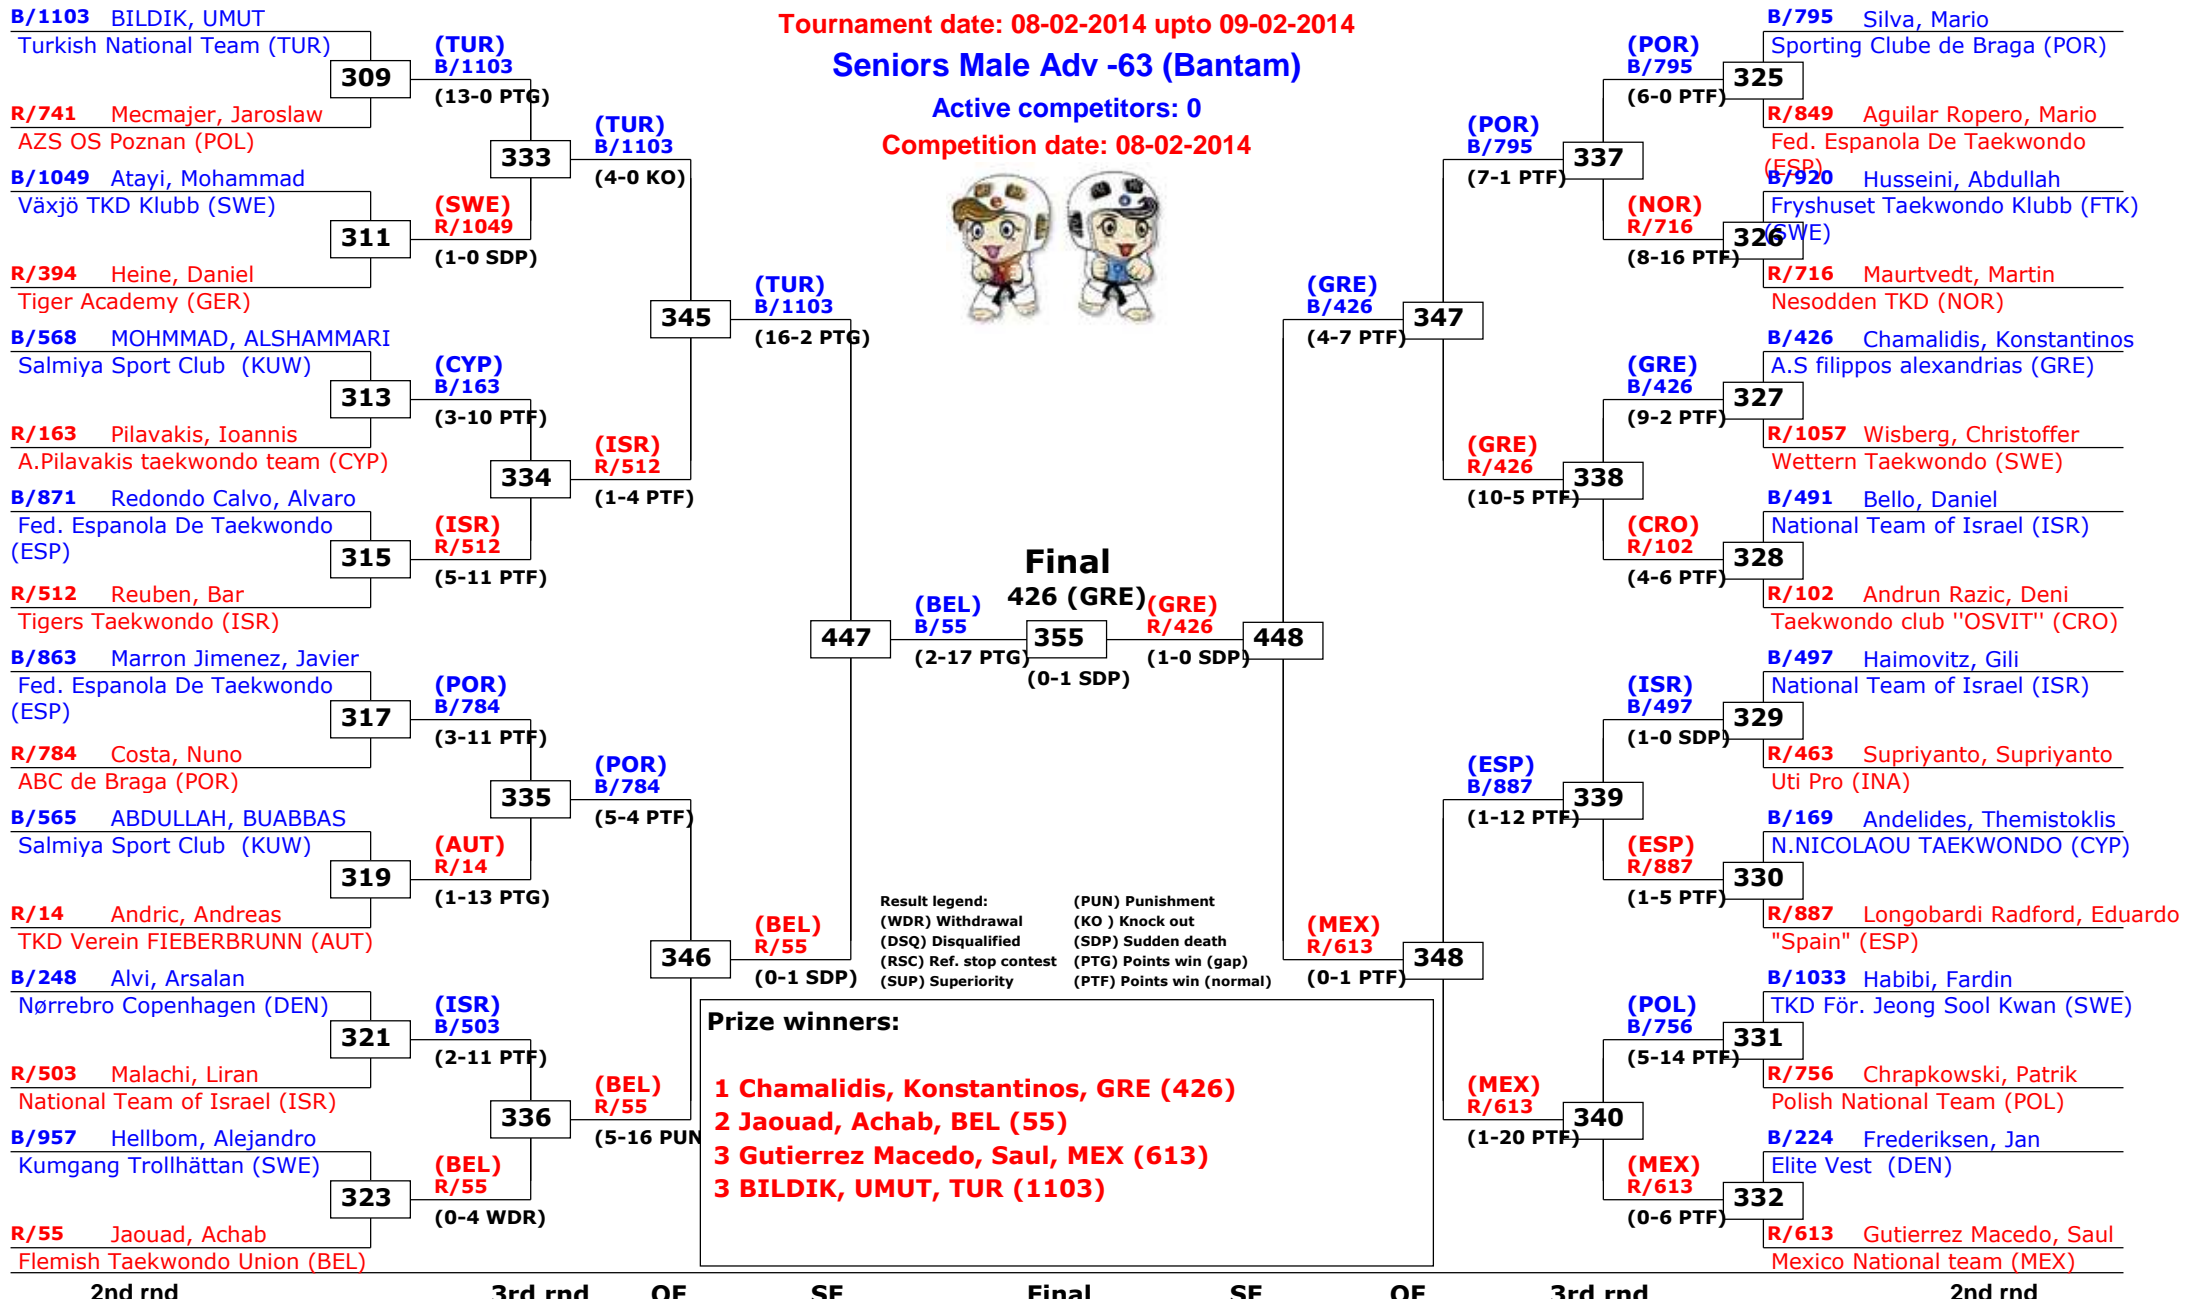 Tournament date: 08-02-2014 upto 09-02-2014
Seniors Male Adv -63 (Bantam)
Active competitors: 0
Competition date: 08-02-2014
B/1103 BILDIK, UMUT
Turkish National Team (TUR)
309
R/741 Mecmajer, Jaroslaw
AZS OS Poznan (POL)
B/1049 Atayi, Mohammad
Växjö TKD Klubb (SWE)
311
R/394 Heine, Daniel
Tiger Academy (GER)
B/568 MOHMMAD, ALSHAMMARI
Salmiya Sport Club (KUW)
313
R/163 Pilavakis, Ioannis
A.Pilavakis taekwondo team (CYP)
B/871 Redondo Calvo, Alvaro
Fed. Espanola De Taekwondo
(ESP)
315
R/512 Reuben, Bar
Tigers Taekwondo (ISR)
B/863 Marron Jimenez, Javier
Fed. Espanola De Taekwondo
(ESP)
317
R/784 Costa, Nuno
ABC de Braga (POR)
B/565 ABDULLAH, BUABBAS
Salmiya Sport Club (KUW)
319
R/14 Andric, Andreas
TKD Verein FIEBERBRUNN (AUT)
B/248 Alvi, Arsalan
Nørrebro Copenhagen (DEN)
321
R/503 Malachi, Liran
National Team of Israel (ISR)
B/957 Hellbom, Alejandro
Kumgang Trollhättan (SWE)
323
R/55 Jaouad, Achab
Flemish Taekwondo Union (BEL)
(TUR)
B/1103
(13-0 PTG)
333
(SWE)
R/1049
(1-0 SDP)
(CYP)
B/163
(3-10 PTF)
334
(ISR)
R/512
(5-11 PTF)
(POR)
B/784
(3-11 PTF)
335
(AUT)
R/14
(1-13 PTG)
(ISR)
B/503
(2-11 PTF)
336
(BEL)
R/55
(0-4 WDR)
(TUR)
B/1103
(4-0 KO)
345
(ISR)
R/512
(1-4 PTF)
(POR)
B/784
(5-4 PTF)
346
(BEL)
R/55
(5-16 PUN
(TUR)
B/1103
(16-2 PTG)
447
(BEL)
R/55
(0-1 SDP)
(BEL)
B/55
(2-17 PTG)
Final
426 (GRE)
355
(0-1 SDP)
(GRE)
R/426
(1-0 SDP)
448
(GRE)
B/426
(4-7 PTF)
347
(MEX)
R/613
(0-1 PTF)
348
(POR)
B/795
(7-1 PTF)
337
(GRE)
R/426
(10-5 PTF)
338
(ESP)
B/887
(1-12 PTF)
339
(MEX)
R/613
(1-20 PTF)
340
(POR)
B/795
(6-0 PTF)
(NOR)
R/716
(8-16 PTF)
(GRE)
B/426
(9-2 PTF)
(CRO)
R/102
(4-6 PTF)
(ISR)
B/497
(1-0 SDP)
(ESP)
R/887
(1-5 PTF)
(POL)
B/756
(5-14 PTF)
(MEX)
R/613
(0-6 PTF)
B/795 Silva, Mario
Sporting Clube de Braga (POR)
325
R/849 Aguilar Ropero, Mario
Fed. Espanola De Taekwondo
(ESP)
B/920 Husseini, Abdullah
Fryshuset Taekwondo Klubb (FTK)
(SWE)
326
R/716 Maurtvedt, Martin
Nesodden TKD (NOR)
B/426 Chamalidis, Konstantinos
A.S filippos alexandrias (GRE)
327
R/1057 Wisberg, Christoffer
Wettern Taekwondo (SWE)
B/491 Bello, Daniel
National Team of Israel (ISR)
328
R/102 Andrun Razic, Deni
Taekwondo club "OSVIT" (CRO)
B/497 Haimovitz, Gili
National Team of Israel (ISR)
329
R/463 Supriyanto, Supriyanto
Uti Pro (INA)
B/169 Andelides, Themistoklis
N.NICOLAOU TAEKWONDO (CYP)
330
R/887 Longobardi Radford, Eduardo
"Spain" (ESP)
B/1033 Habibi, Fardin
TKD För. Jeong Sool Kwan (SWE)
331
R/756 Chrapkowski, Patrik
Polish National Team (POL)
B/224 Frederiksen, Jan
Elite Vest (DEN)
332
R/613 Gutierrez Macedo, Saul
Mexico National team (MEX)
Result legend: (PUN) Punishment
(WDR) Withdrawal (KO ) Knock out
(DSQ) Disqualified (SDP) Sudden death
(RSC) Ref. stop contest (PTG) Points win (gap)
(SUP) Superiority (PTF) Points win (normal)
Prize winners:
1 Chamalidis, Konstantinos, GRE (426)
2 Jaouad, Achab, BEL (55)
3 Gutierrez Macedo, Saul, MEX (613)
3 BILDIK, UMUT, TUR (1103)
2nd rnd 3rd rnd QF SF Final SF QF 3rd rnd 2nd rnd